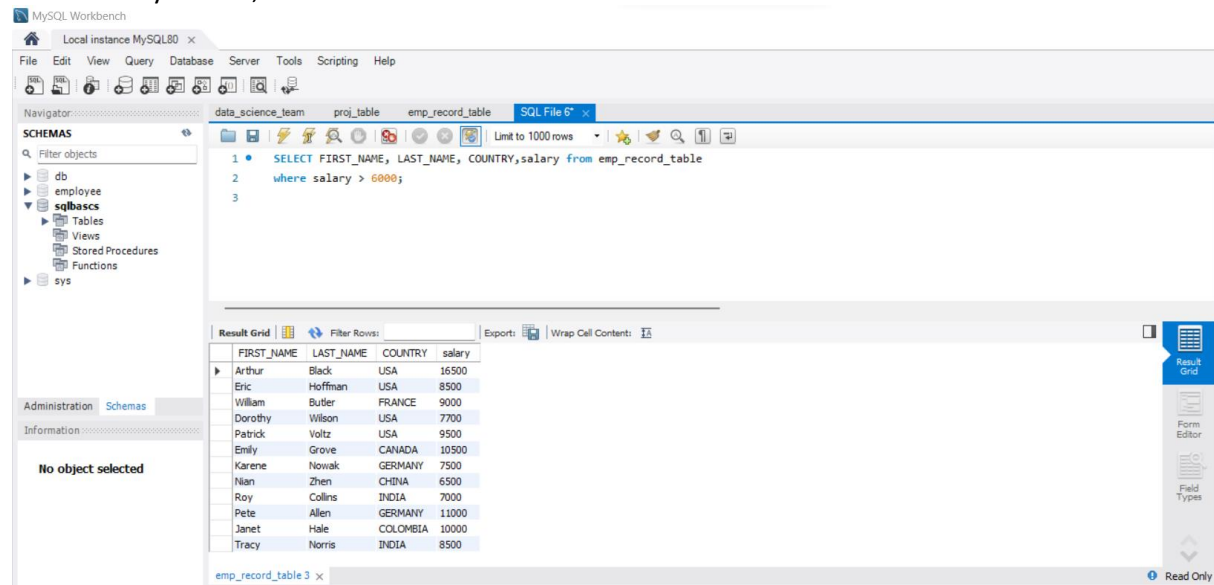 MySQL Workbench
Local instance MySQL80 ×
File Edit View Query Database Server Tools Scripting Help
Navigator
data_science_team proj_table emp_record_table SQL File 6* ×
SCHEMAS
Limit to 1000 rows
Filter objects
1 SELECT FIRST_NAME, LAST_NAME, COUNTRY,salary from emp_record_table
2 where salary > 6000;
3
db
employee
sqlbascs
Tables
Views
Stored Procedures
Functions
sys
Result Grid Filter Rows: Export: Wrap Cell Content:
FIRST_NAME LAST_NAME COUNTRY salary
Arthur Black USA 16500
Eric Hoffman USA 8500
William Butler FRANCE 9000
Dorothy Wilson USA 7700
Patrick Voltz USA 9500
Emily Grove CANADA 10500
Karene Nowak GERMANY 7500
Nian Zhen CHINA 6500
Roy Collins INDIA 7000
Pete Allen GERMANY 11000
Janet Hale COLOMBIA 10000
Tracy Norris INDIA 8500
Result
Grid
Form
Editor
Field
Types
Administration Schemas
Information
No object selected
emp_record_table 3 ×
Read Only